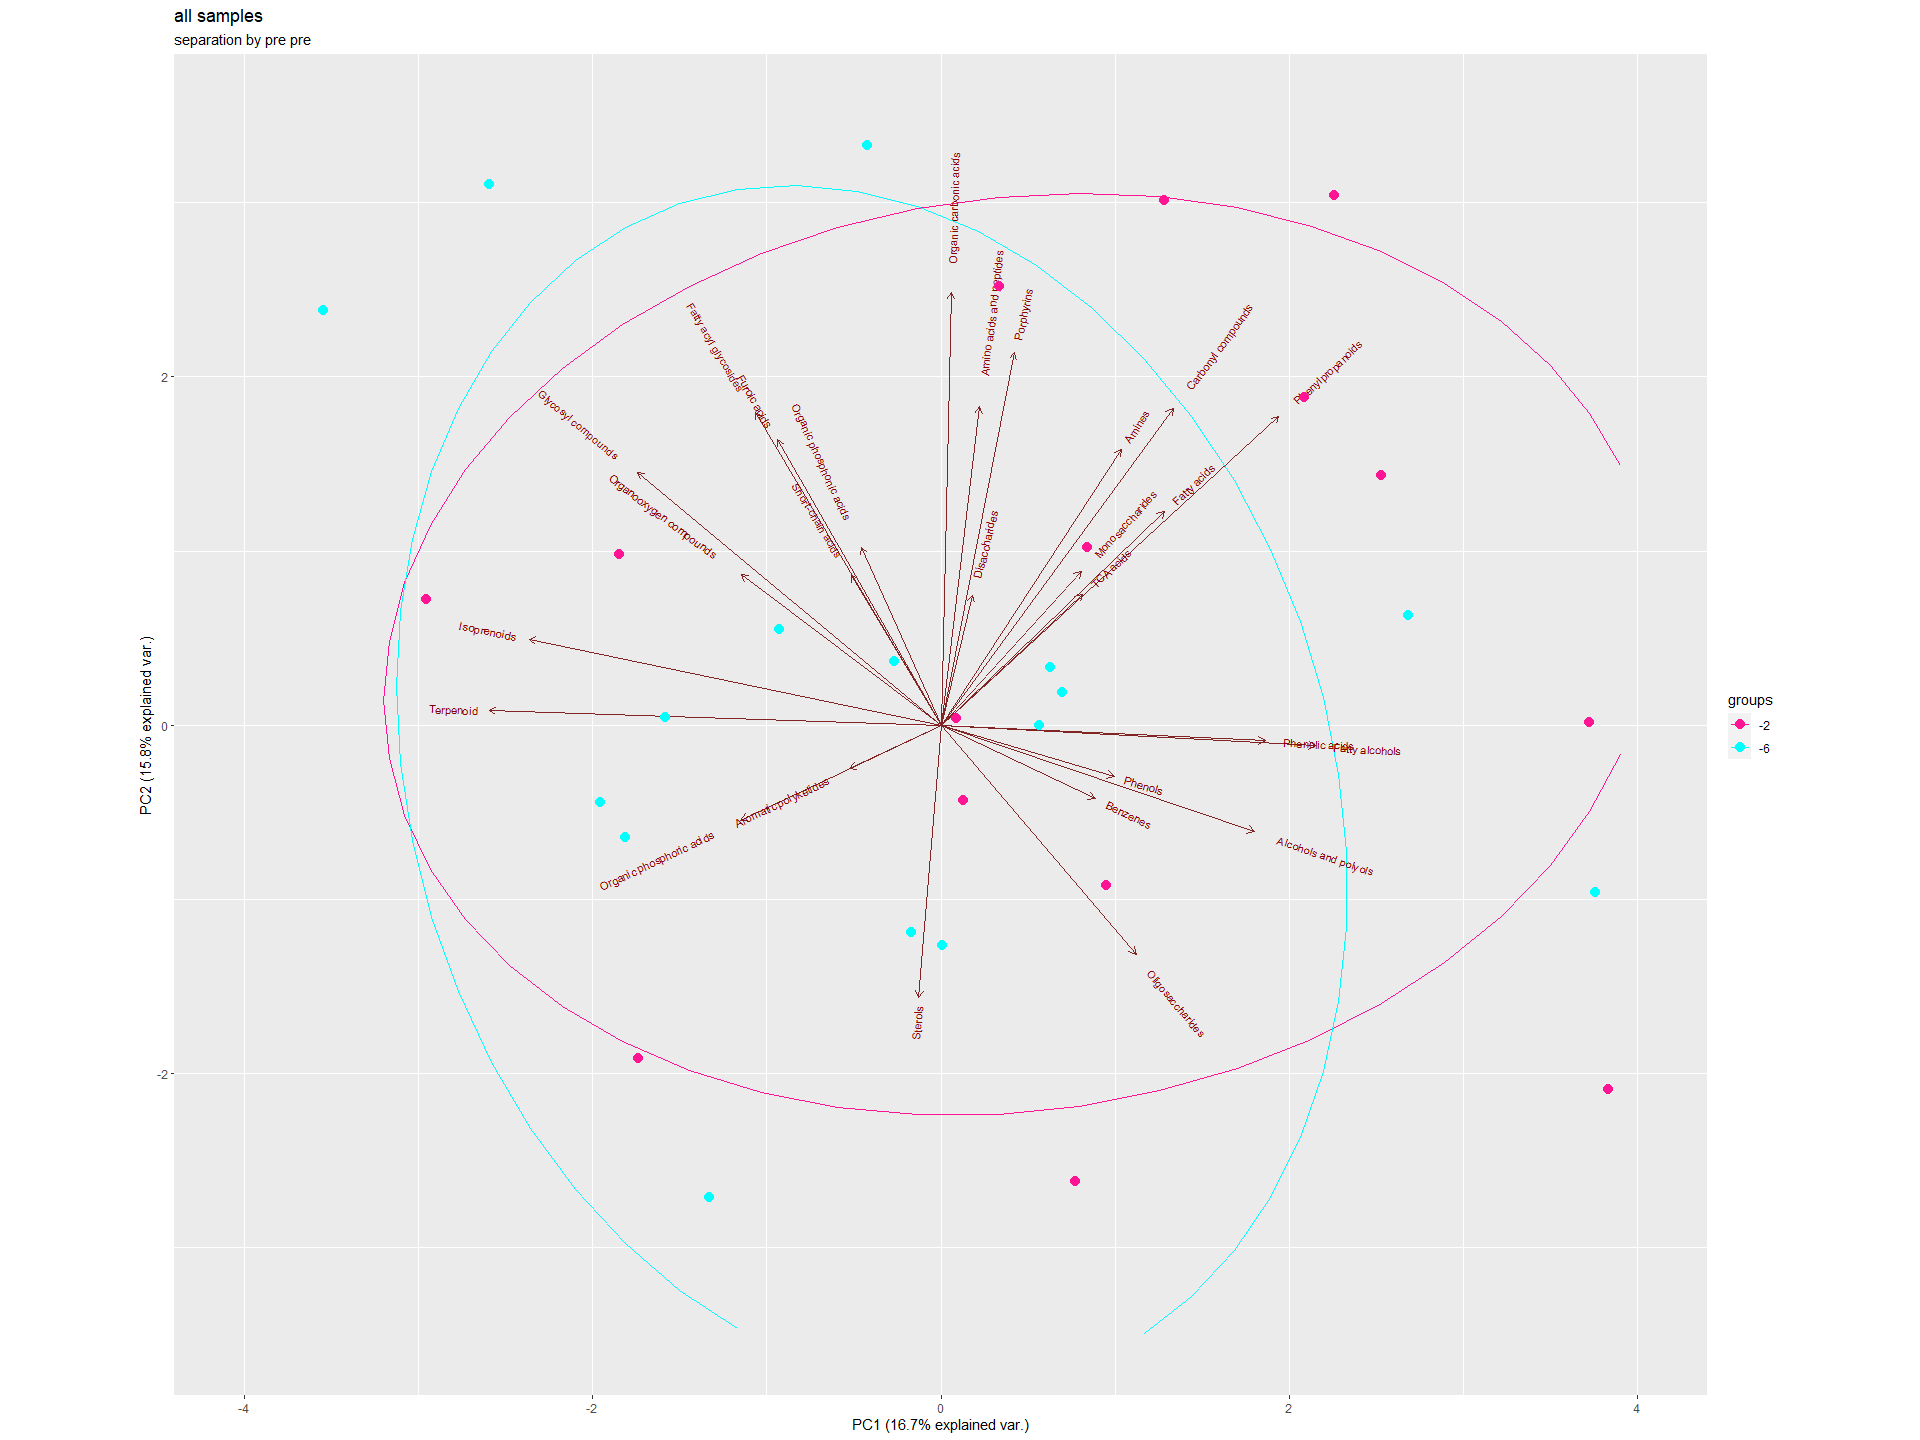 all samples
separation by pre pre
Organic carbonic acids
Amino acids and peptides
Porphyrins
Fatty acyl glycosides
Furoic acids
Organic phosphonic acids
Short-chain acids
Glycosyl compounds
Organooxygen compounds
Disaccharides
Carbonyl compounds
Phenylpropanoids
Amines
Fatty acids
Monosaccharides
TCA acids
Isoprenoids
Terpenoid
Phenolic acids
Fatty alcohols
Phenols
Benzenes
Alcohols and polyols
Aromatic polyketides
Organic phosphoric acids
Oligosaccharides
Sterols
2
0
-2
PC2 (15.8% explained var.)
-4
-2
0
2
4
PC1 (16.7% explained var.)
groups
-2
-6